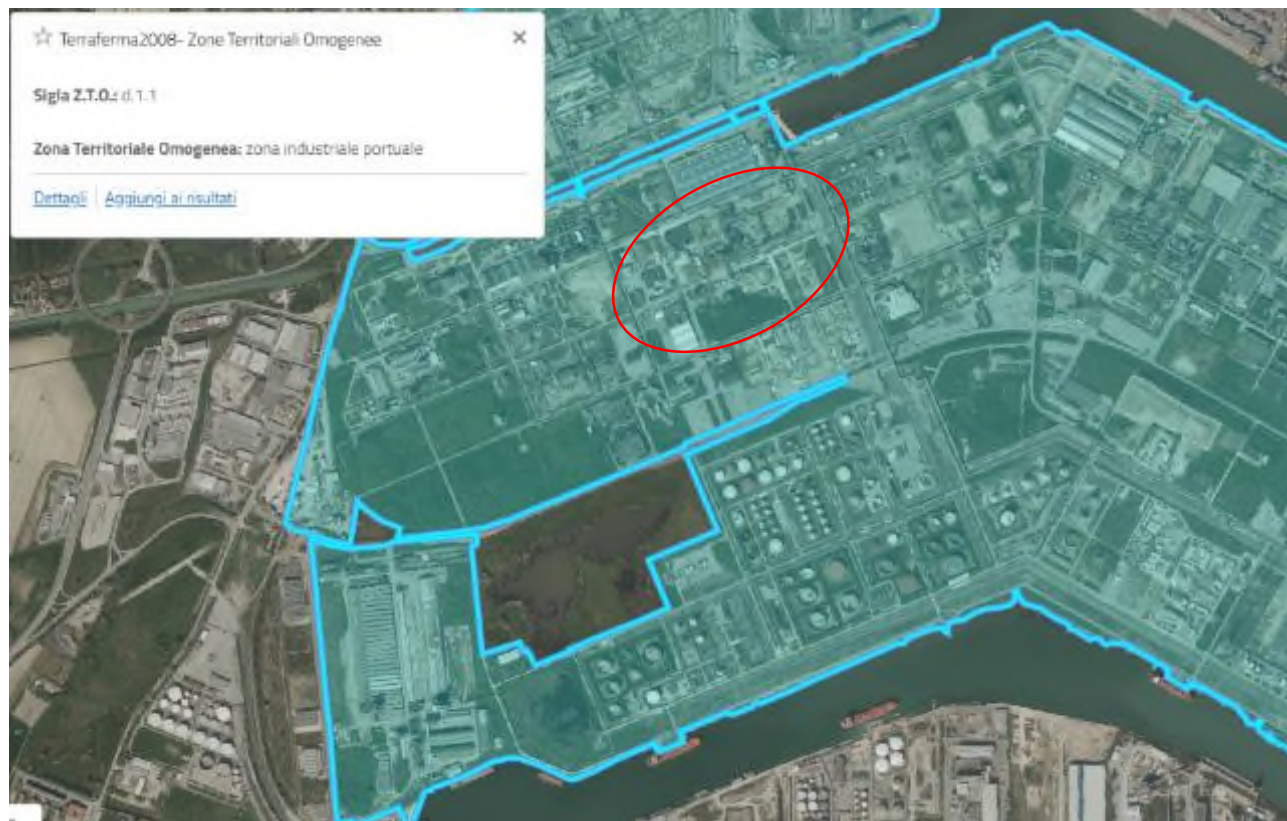 ☆ Terraferma2008- Zone Territoriali Omogenee ×
Sigla Z.T.O.: d.1.1
Zona Territoriale Omogenea: zona industriale portuale
Dettagli | Aggiungi ai risultati